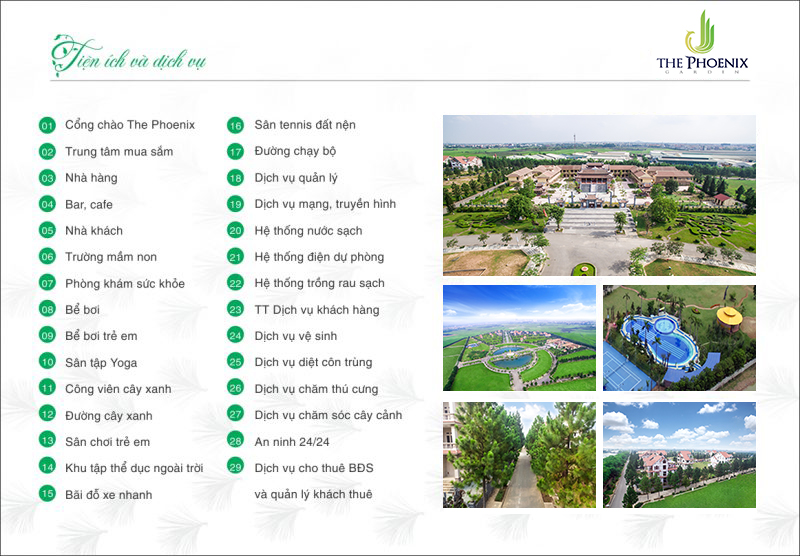 Tiện ích và dịch vụ
THE PHOENIX
GARDEN
01 Cổng chào The Phoenix
02 Trung tâm mua sắm
03 Nhà hàng
04 Bar, cafe
05 Nhà khách
06 Trường mầm non
07 Phòng khám sức khỏe
08 Bể bơi
09 Bể bơi trẻ em
10 Sân tập Yoga
11 Công viên cây xanh
12 Đường cây xanh
13 Sân chơi trẻ em
14 Khu tập thể dục ngoài trời
15 Bãi đỗ xe nhanh
16 Sân tennis đất nện
17 Đường chạy bộ
18 Dịch vụ quản lý
19 Dịch vụ mạng, truyền hình
20 Hệ thống nước sạch
21 Hệ thống điện dự phòng
22 Hệ thống trồng rau sạch
23 TT Dịch vụ khách hàng
24 Dịch vụ vệ sinh
25 Dịch vụ diệt côn trùng
26 Dịch vụ chăm thú cưng
27 Dịch vụ chăm sóc cây cảnh
28 An ninh 24/24
29 Dịch vụ cho thuê BĐS
và quản lý khách thuê